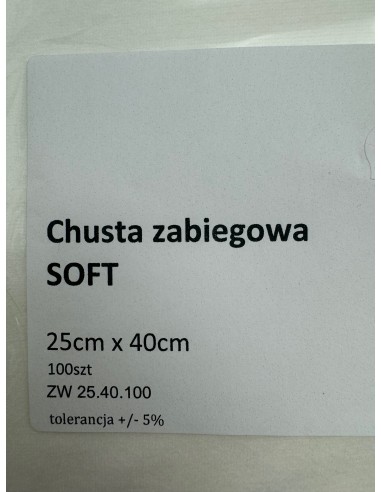 Chusta zabiegowa
SOFT
25cm x 40cm
100szt
ZW 25.40.100
tolerancja +/- 5%